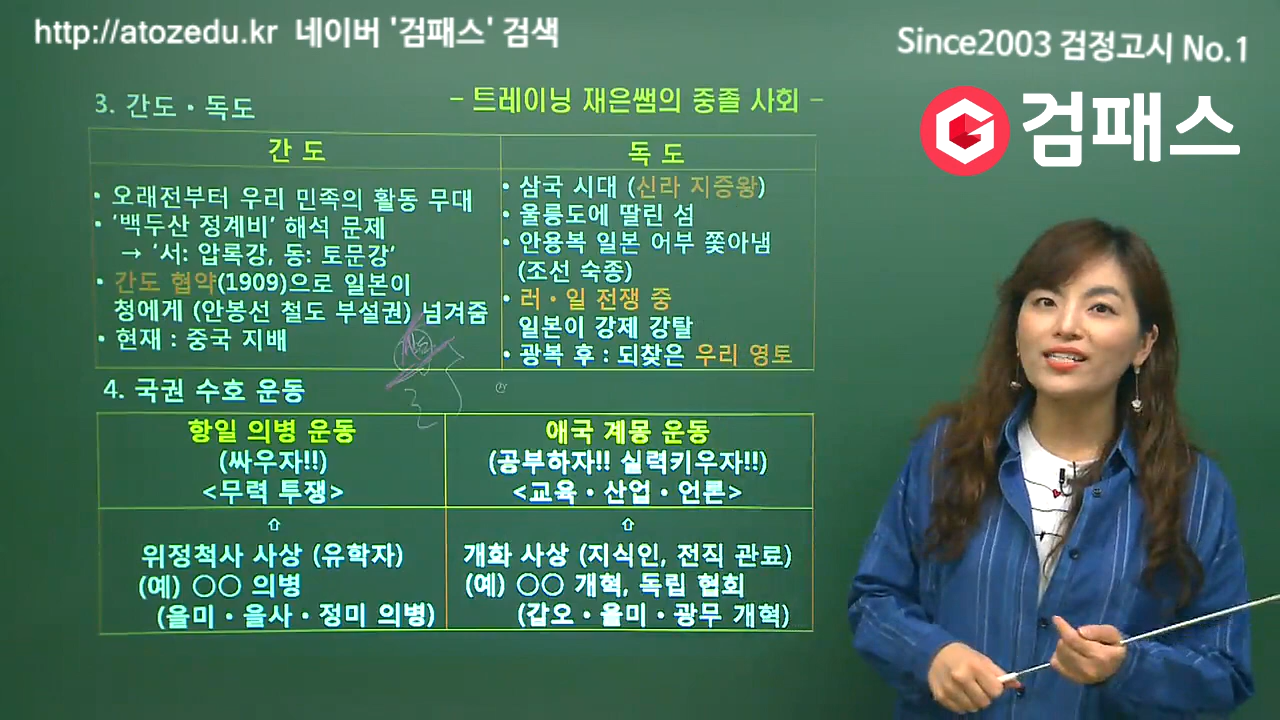 http://atozedu.kr 네이버 '검패스' 검색
Since2003 검정고시 No.1
검패스
3. 간도·독도
- 트레이닝 재은쌤의 중졸 사회 -
간 도
• 오래전부터 우리 민족의 활동 무대
• '백두산 정계비' 해석 문제
→ '서: 압록강, 동: 토문강'
• 간도 협약(1909)으로 일본이
청에게 (안봉선 철도 부설권) 넘겨줌
• 현재 : 중국 지배
독 도
• 삼국 시대 (신라 지증왕)
• 울릉도에 딸린 섬
• 안용복 일본 어부 쫓아냄
(조선 숙종)
• 러·일 전쟁 중
일본이 강제 강탈
• 광복 후 : 되찾은 우리 영토
4. 국권 수호 운동
항일 의병 운동
(싸우자!!)
<무력 투쟁>
⇧
위정척사 사상 (유학자)
(예) ○○ 의병
(을미·을사·정미 의병)
애국 계몽 운동
(공부하자!! 실력키우자!!)
<교육·산업·언론>
⇧
개화 사상 (지식인, 전직 관료)
(예) ○○ 개혁, 독립 협회
(갑오·을미·광무 개혁)